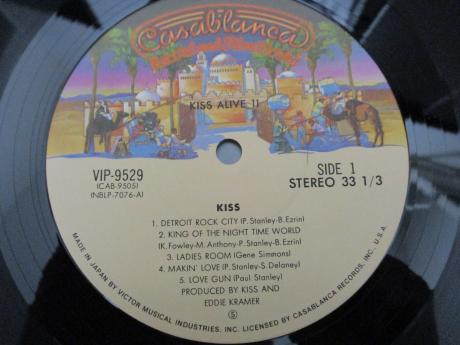 Casablanca
Record and FilmWorks
KISS ALIVE II
VIP-9529
(CAB-9505)
(NBLP-7076-A)
SIDE 1
STEREO 33 1/3
KISS
1. DETROIT ROCK CITY (P. Stanley-B. Ezrin)
2. KING OF THE NIGHT TIME WORLD
(K. Fowley-M. Anthony-P. Stanley-B. Ezrin)
3. LADIES ROOM (Gene Simmons)
4. MAKIN' LOVE (P. Stanley-S. Delaney)
5. LOVE GUN (Paul Stanley)
PRODUCED BY KISS AND
EDDIE KRAMER
S
MADE IN JAPAN BY VICTOR MUSICAL INDUSTRIES, INC. LICENSED BY CASABLANCA RECORDS, INC. U.S.A.